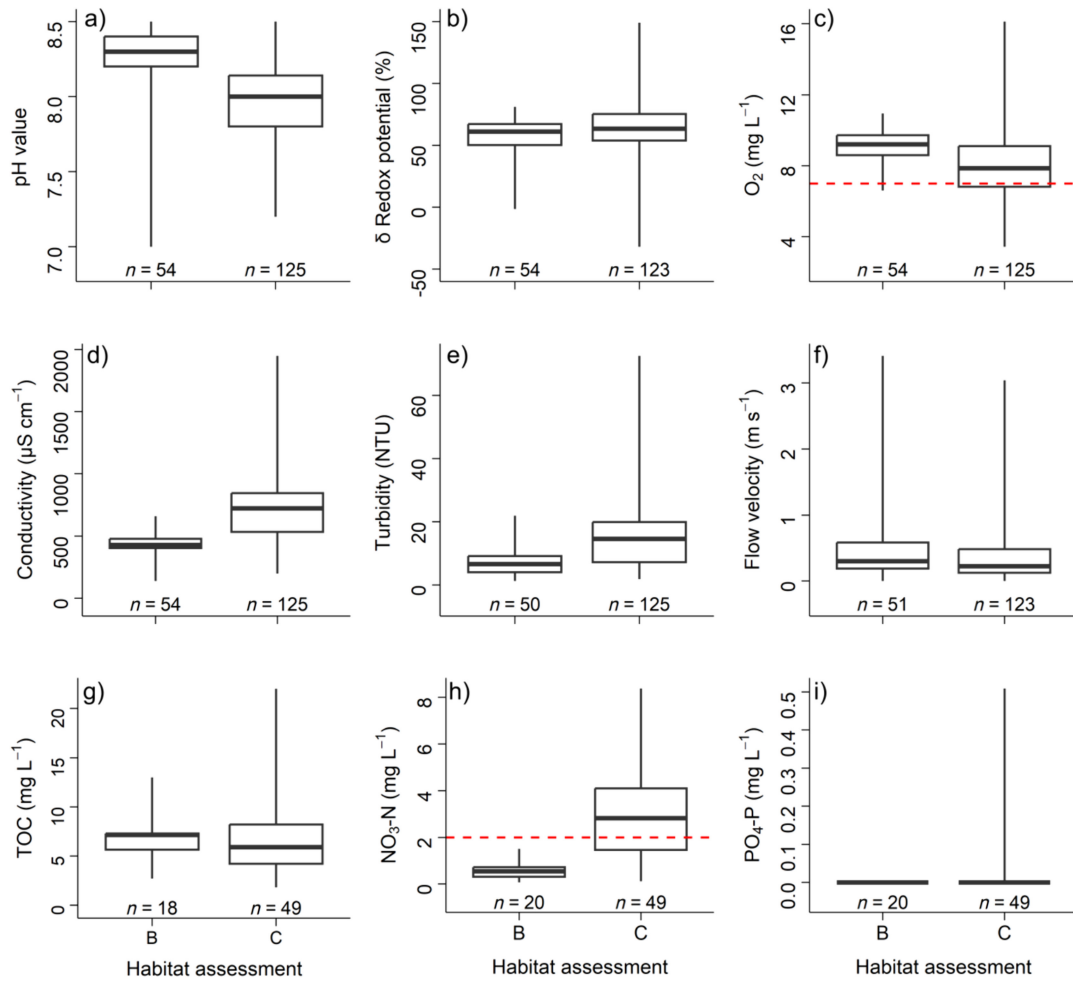 a)
pH value
8.5
8.0
7.5
7.0
n = 54
n = 125
b)
δ Redox potential (%)
150
100
50
0
-50
n = 54
n = 123
c)
O₂ (mg L⁻¹)
16
12
8
4
n = 54
n = 125
d)
Conductivity (µS cm⁻¹)
2000
1500
1000
500
0
n = 54
n = 125
e)
Turbidity (NTU)
60
40
20
0
n = 50
n = 125
f)
Flow velocity (m s⁻¹)
3
2
1
0
n = 51
n = 123
g)
TOC (mg L⁻¹)
20
15
10
5
0
n = 18
n = 49
B
C
Habitat assessment
h)
NO₃-N (mg L⁻¹)
8
6
4
2
0
n = 20
n = 49
B
C
Habitat assessment
i)
PO₄-P (mg L⁻¹)
0.5
0.4
0.3
0.2
0.1
0.0
n = 20
n = 49
B
C
Habitat assessment